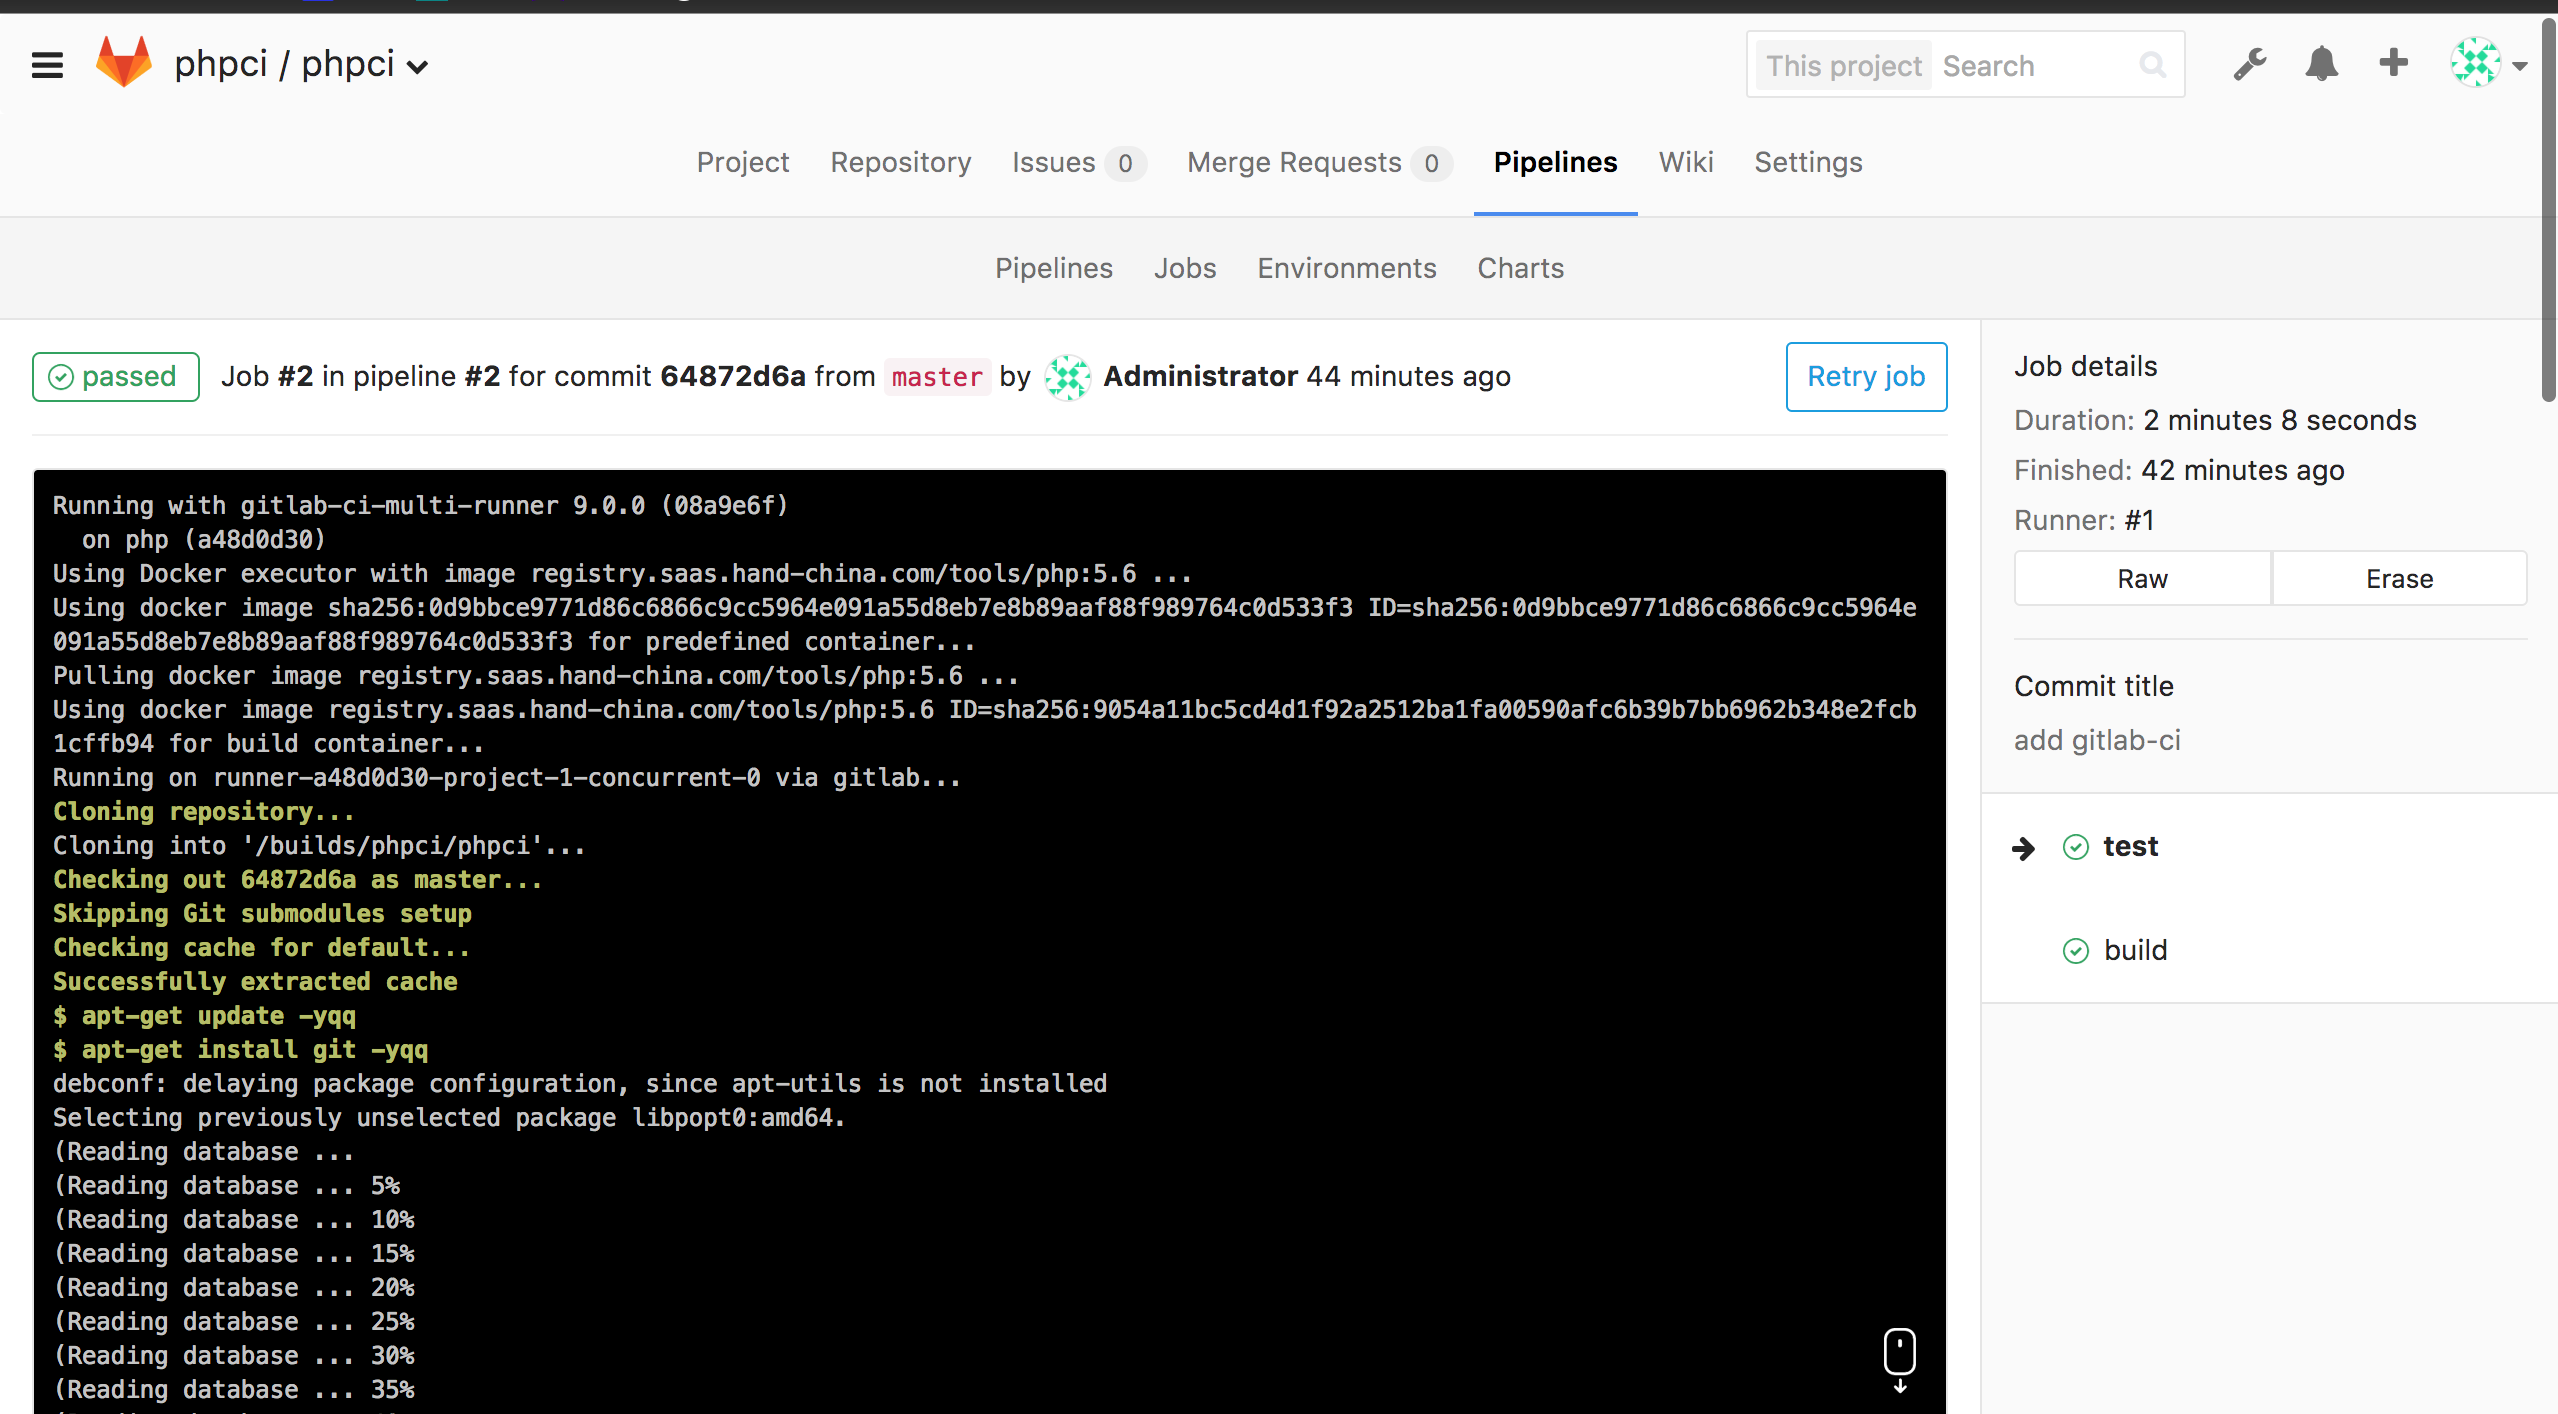 phpci / phpci
This project Search
Project Repository Issues 0 Merge Requests 0 Pipelines Wiki Settings
Pipelines Jobs Environments Charts
passed Job #2 in pipeline #2 for commit 64872d6a from master by Administrator 44 minutes ago
Retry job
Running with gitlab-ci-multi-runner 9.0.0 (08a9e6f)
on php (a48d0d30)
Using Docker executor with image registry.saas.hand-china.com/tools/php:5.6 ...
Using docker image sha256:0d9bbce9771d86c6866c9cc5964e091a55d8eb7e8b89aaf88f989764c0d533f3 ID=sha256:0d9bbce9771d86c6866c9cc5964e
091a55d8eb7e8b89aaf88f989764c0d533f3 for predefined container...
Pulling docker image registry.saas.hand-china.com/tools/php:5.6 ...
Using docker image registry.saas.hand-china.com/tools/php:5.6 ID=sha256:9054a11bc5cd4d1f92a2512ba1fa00590afc6b39b7bb6962b348e2fcb
1cffb94 for build container...
Running on runner-a48d0d30-project-1-concurrent-0 via gitlab...
Cloning repository...
Cloning into '/builds/phpci/phpci'...
Checking out 64872d6a as master...
Skipping Git submodules setup
Checking cache for default...
Successfully extracted cache
$ apt-get update -yqq
$ apt-get install git -yqq
debconf: delaying package configuration, since apt-utils is not installed
Selecting previously unselected package libpopt0:amd64.
(Reading database ...
(Reading database ... 5%
(Reading database ... 10%
(Reading database ... 15%
(Reading database ... 20%
(Reading database ... 25%
(Reading database ... 30%
(Reading database ... 35%
Job details
Duration: 2 minutes 8 seconds
Finished: 42 minutes ago
Runner: #1
Raw Erase
Commit title
add gitlab-ci
test
build